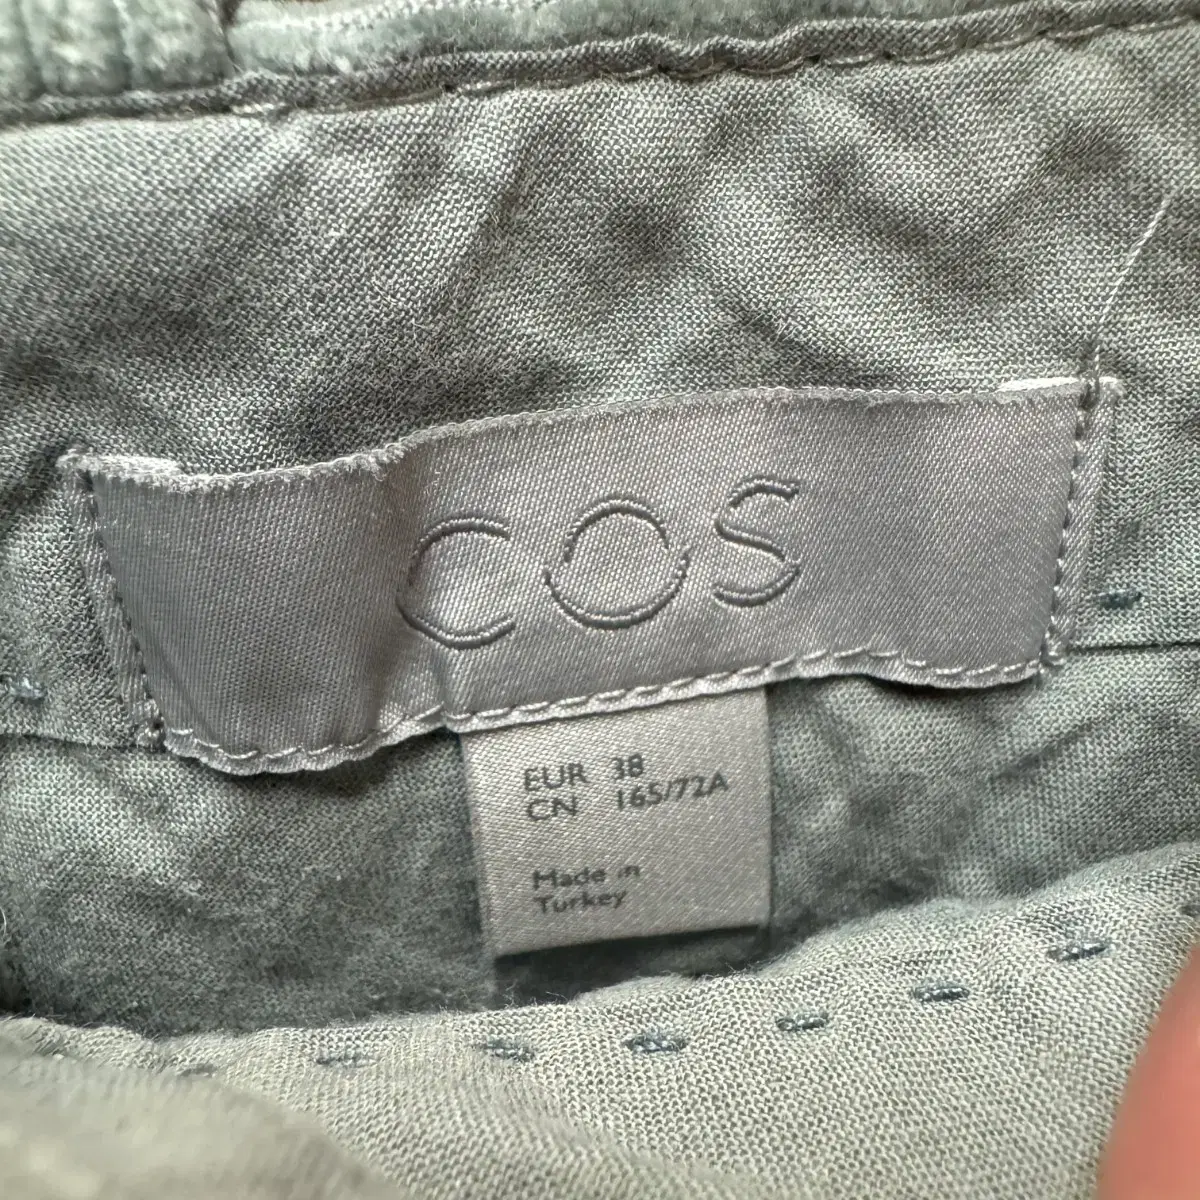 COS
EUR 38
CN 165/72A
Made in
Turkey